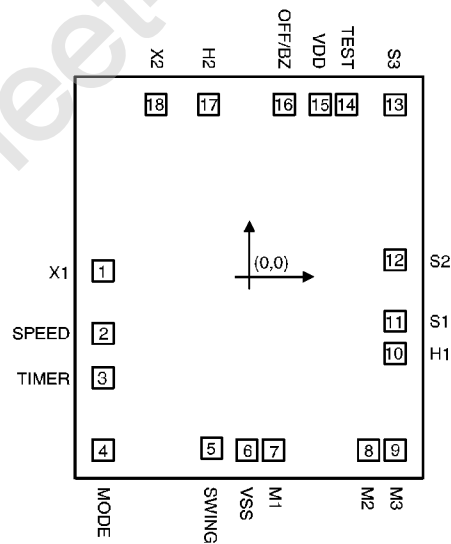 X2 H2 OFF/BZ VDD TEST S3
18 17 16 15 14 13
(0,0)
12 S2
X1 1
11 S1
SPEED 2
10 H1
TIMER 3
4 5 6 7 8 9
MODE SWING VSS M1 M2 M3